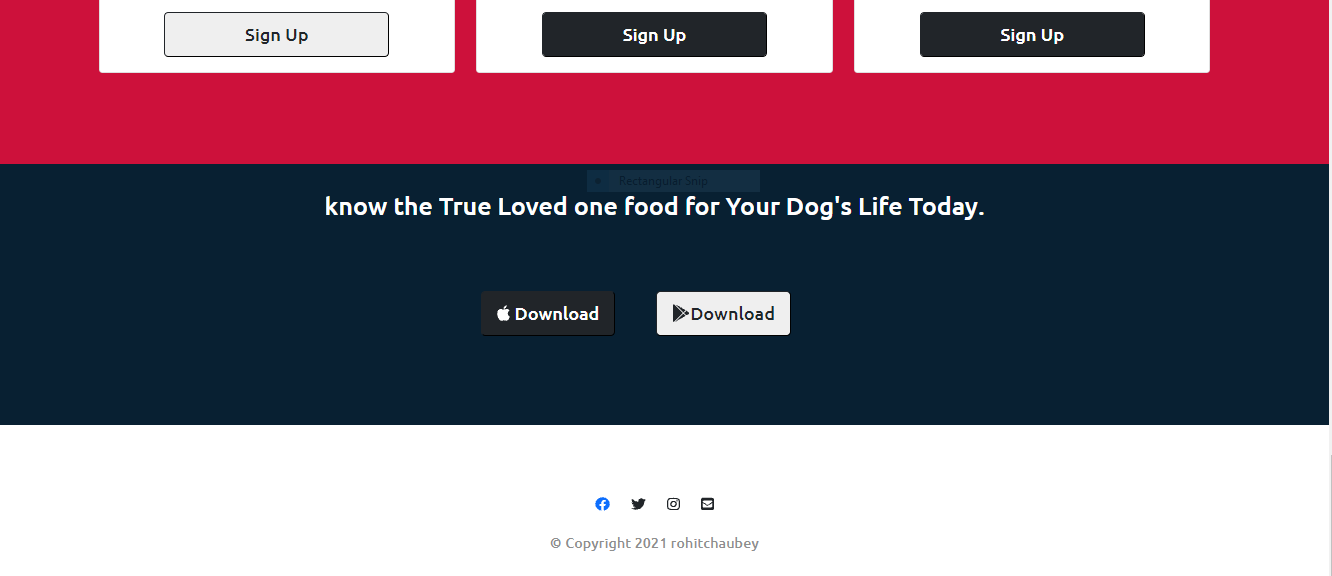 Sign Up
Sign Up
Sign Up
Rectangular Snip
know the True Loved one food for Your Dog's Life Today.
Download
Download
© Copyright 2021 rohitchaubey